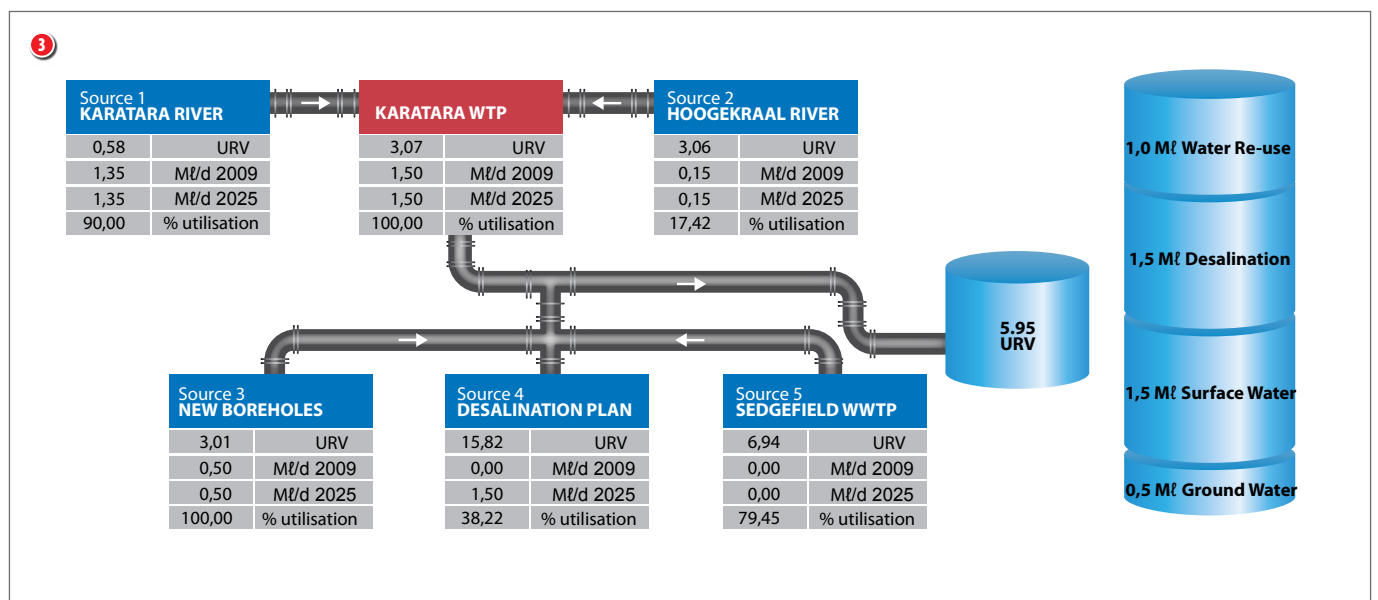 3
Source 1
KARATARA RIVER
0,58 URV
1,35 Mℓ/d 2009
1,35 Mℓ/d 2025
90,00 % utilisation
KARATARA WTP
3,07 URV
1,50 Mℓ/d 2009
1,50 Mℓ/d 2025
100,00 % utilisation
Source 2
HOOGEKRAAL RIVER
3,06 URV
0,15 Mℓ/d 2009
0,15 Mℓ/d 2025
17,42 % utilisation
Source 3
NEW BOREHOLES
3,01 URV
0,50 Mℓ/d 2009
0,50 Mℓ/d 2025
100,00 % utilisation
Source 4
DESALINATION PLAN
15,82 URV
0,00 Mℓ/d 2009
1,50 Mℓ/d 2025
38,22 % utilisation
Source 5
SEDGEFIELD WWTP
6,94 URV
0,00 Mℓ/d 2009
0,00 Mℓ/d 2025
79,45 % utilisation
5.95
URV
1,0 Mℓ Water Re-use
1,5 Mℓ Desalination
1,5 Mℓ Surface Water
0,5 Mℓ Ground Water